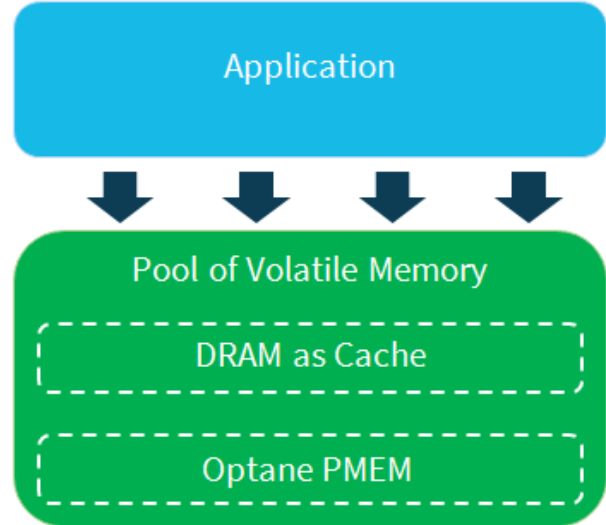 Application
Pool of Volatile Memory
DRAM as Cache
Optane PMEM